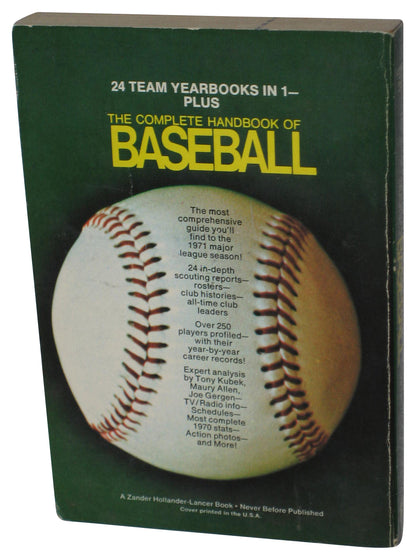 24 TEAM YEARBOOKS IN 1—
PLUS
THE COMPLETE HANDBOOK OF
BASEBALL
The most
comprehensive
guide you'll
find to the
1971 major
league season!
24 in-depth
scouting reports—
rosters—
club histories—
all-time club
leaders
Over 250
players profiled—
with their
year-by-year
career records!
Expert analysis
by Tony Kubek,
Maury Allen,
Joe Gergen—
TV/Radio info—
Schedules—
Most complete
1970 stats—
Action photos—
and More!
A Zander Hollander-Lancer Book • Never Before Published
Cover printed in the U.S.A.